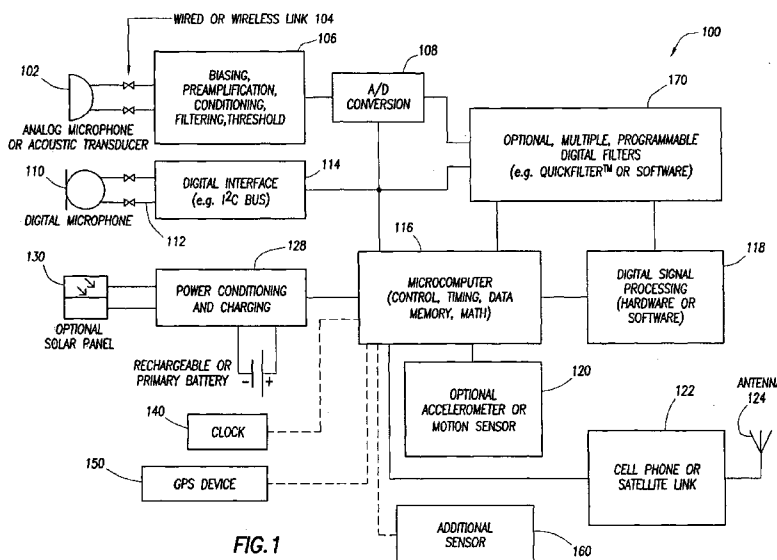 WIRED OR WIRELESS LINK 104
106
100
102
108
170
BIASING,
PREAMPLIFICATION,
CONDITIONING,
FILTERING,THRESHOLD
A/D
CONVERSION
OPTIONAL, MULTIPLE, PROGRAMMABLE
DIGITAL FILTERS
(e.g. QUICKFILTER™ OR SOFTWARE)
ANALOG MICROPHONE
OR ACOUSTIC TRANSDUCER
110
114
DIGITAL INTERFACE
(e.g. I²C BUS)
DIGITAL MICROPHONE
112
116
118
130
128
MICROCOMPUTER
(CONTROL, TIMING, DATA
MEMORY, MATH)
DIGITAL SIGNAL
PROCESSING
(HARDWARE OR
SOFTWARE)
POWER CONDITIONING
AND CHARGING
OPTIONAL
SOLAR PANEL
RECHARGEABLE OR
PRIMARY BATTERY
- +
120
OPTIONAL
ACCELEROMETER OR
MOTION SENSOR
122
ANTENNA
124
140
CLOCK
CELL PHONE OR
SATELLITE LINK
150
GPS DEVICE
ADDITIONAL
SENSOR
160
FIG.1